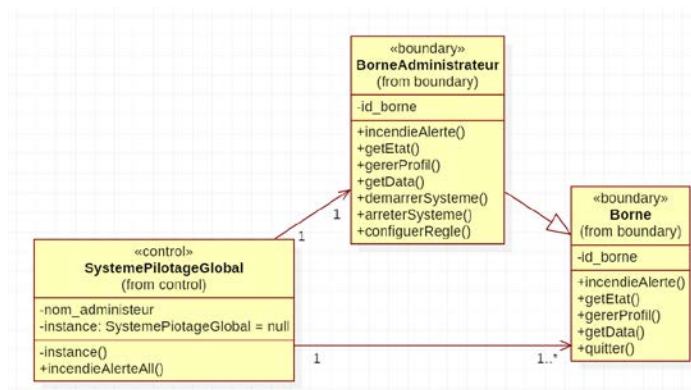 «boundary»
BorneAdministrateur
(from boundary)
-id_borne
+incendieAlerte()
+getEtat()
+gererProfil()
+getData()
+demarrerSysteme()
+arreterSysteme()
+configuerRegle()
1
1
«boundary»
Borne
(from boundary)
-id_borne
+incendieAlerte()
+getEtat()
+gererProfil()
+getData()
+quitter()
«control»
SystemePilotageGlobal
(from control)
-nom_administeur
-instance: SystemePiotageGlobal = null
-instance()
+incendieAlerteAll()
1
1..*